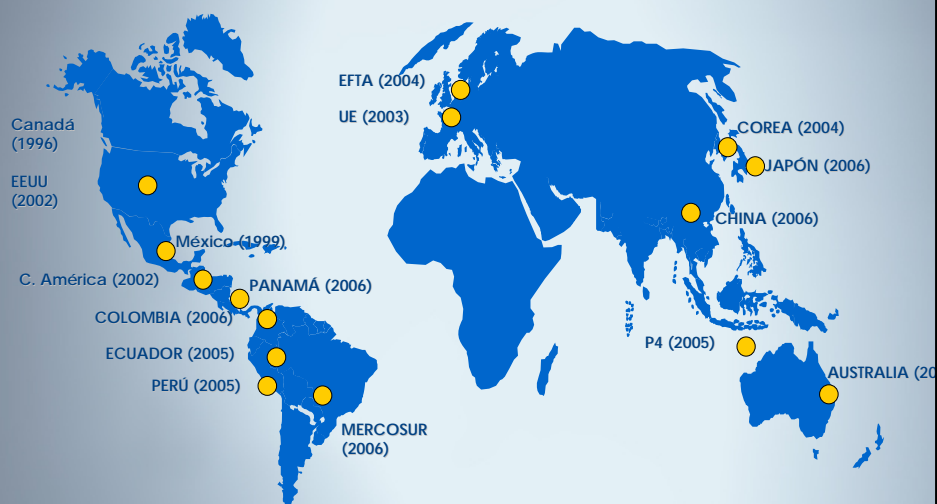 EFTA (2004)
UE (2003)
Canadá
(1996)
COREA (2004)
JAPÓN (2006)
EEUU
(2002)
CHINA (2006)
México (1999)
C. América (2002)
PANAMÁ (2006)
COLOMBIA (2006)
ECUADOR (2005)
P4 (2005)
PERÚ (2005)
AUSTRALIA (20
MERCOSUR
(2006)